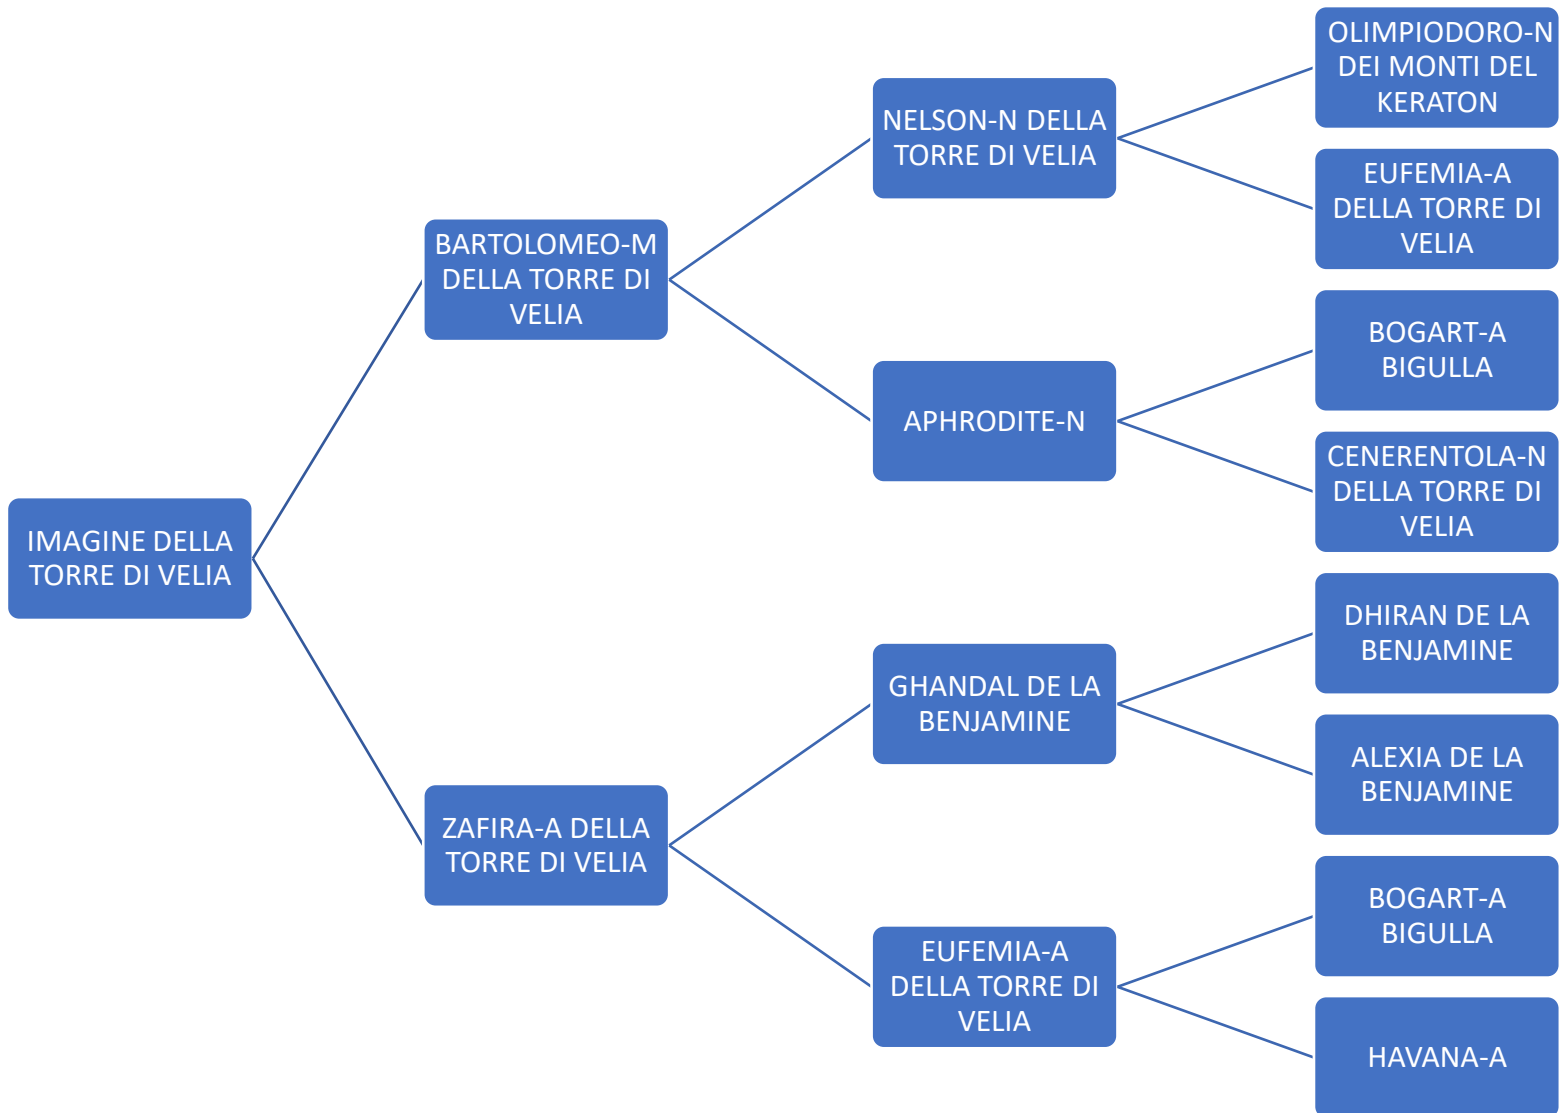 IMAGINE DELLA
TORRE DI VELIA
BARTOLOMEO-M
DELLA TORRE DI
VELIA
NELSON-N DELLA
TORRE DI VELIA
OLIMPIODORO-N
DEI MONTI DEL
KERATON
EUFEMIA-A
DELLA TORRE DI
VELIA
APHRODITE-N
BOGART-A
BIGULLA
CENERENTOLA-N
DELLA TORRE DI
VELIA
ZAFIRA-A DELLA
TORRE DI VELIA
GHANDAL DE LA
BENJAMINE
DHIRAN DE LA
BENJAMINE
ALEXIA DE LA
BENJAMINE
EUFEMIA-A
DELLA TORRE DI
VELIA
BOGART-A
BIGULLA
HAVANA-A